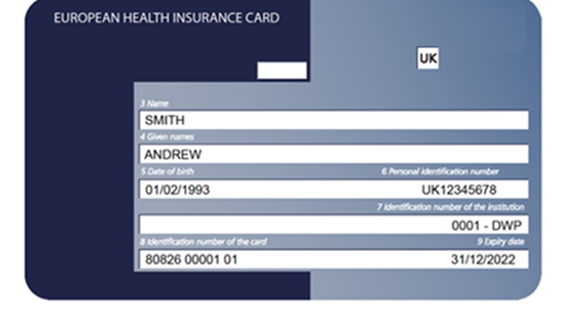 EUROPEAN HEALTH INSURANCE CARD
UK
3 Name
SMITH
4 Given names
ANDREW
5 Date of birth 6 Personal identification number
01/02/1993 UK12345678
7 Identification number of the institution
0001 - DWP
8 Identification number of the card 9 Expiry date
80826 00001 01 31/12/2022